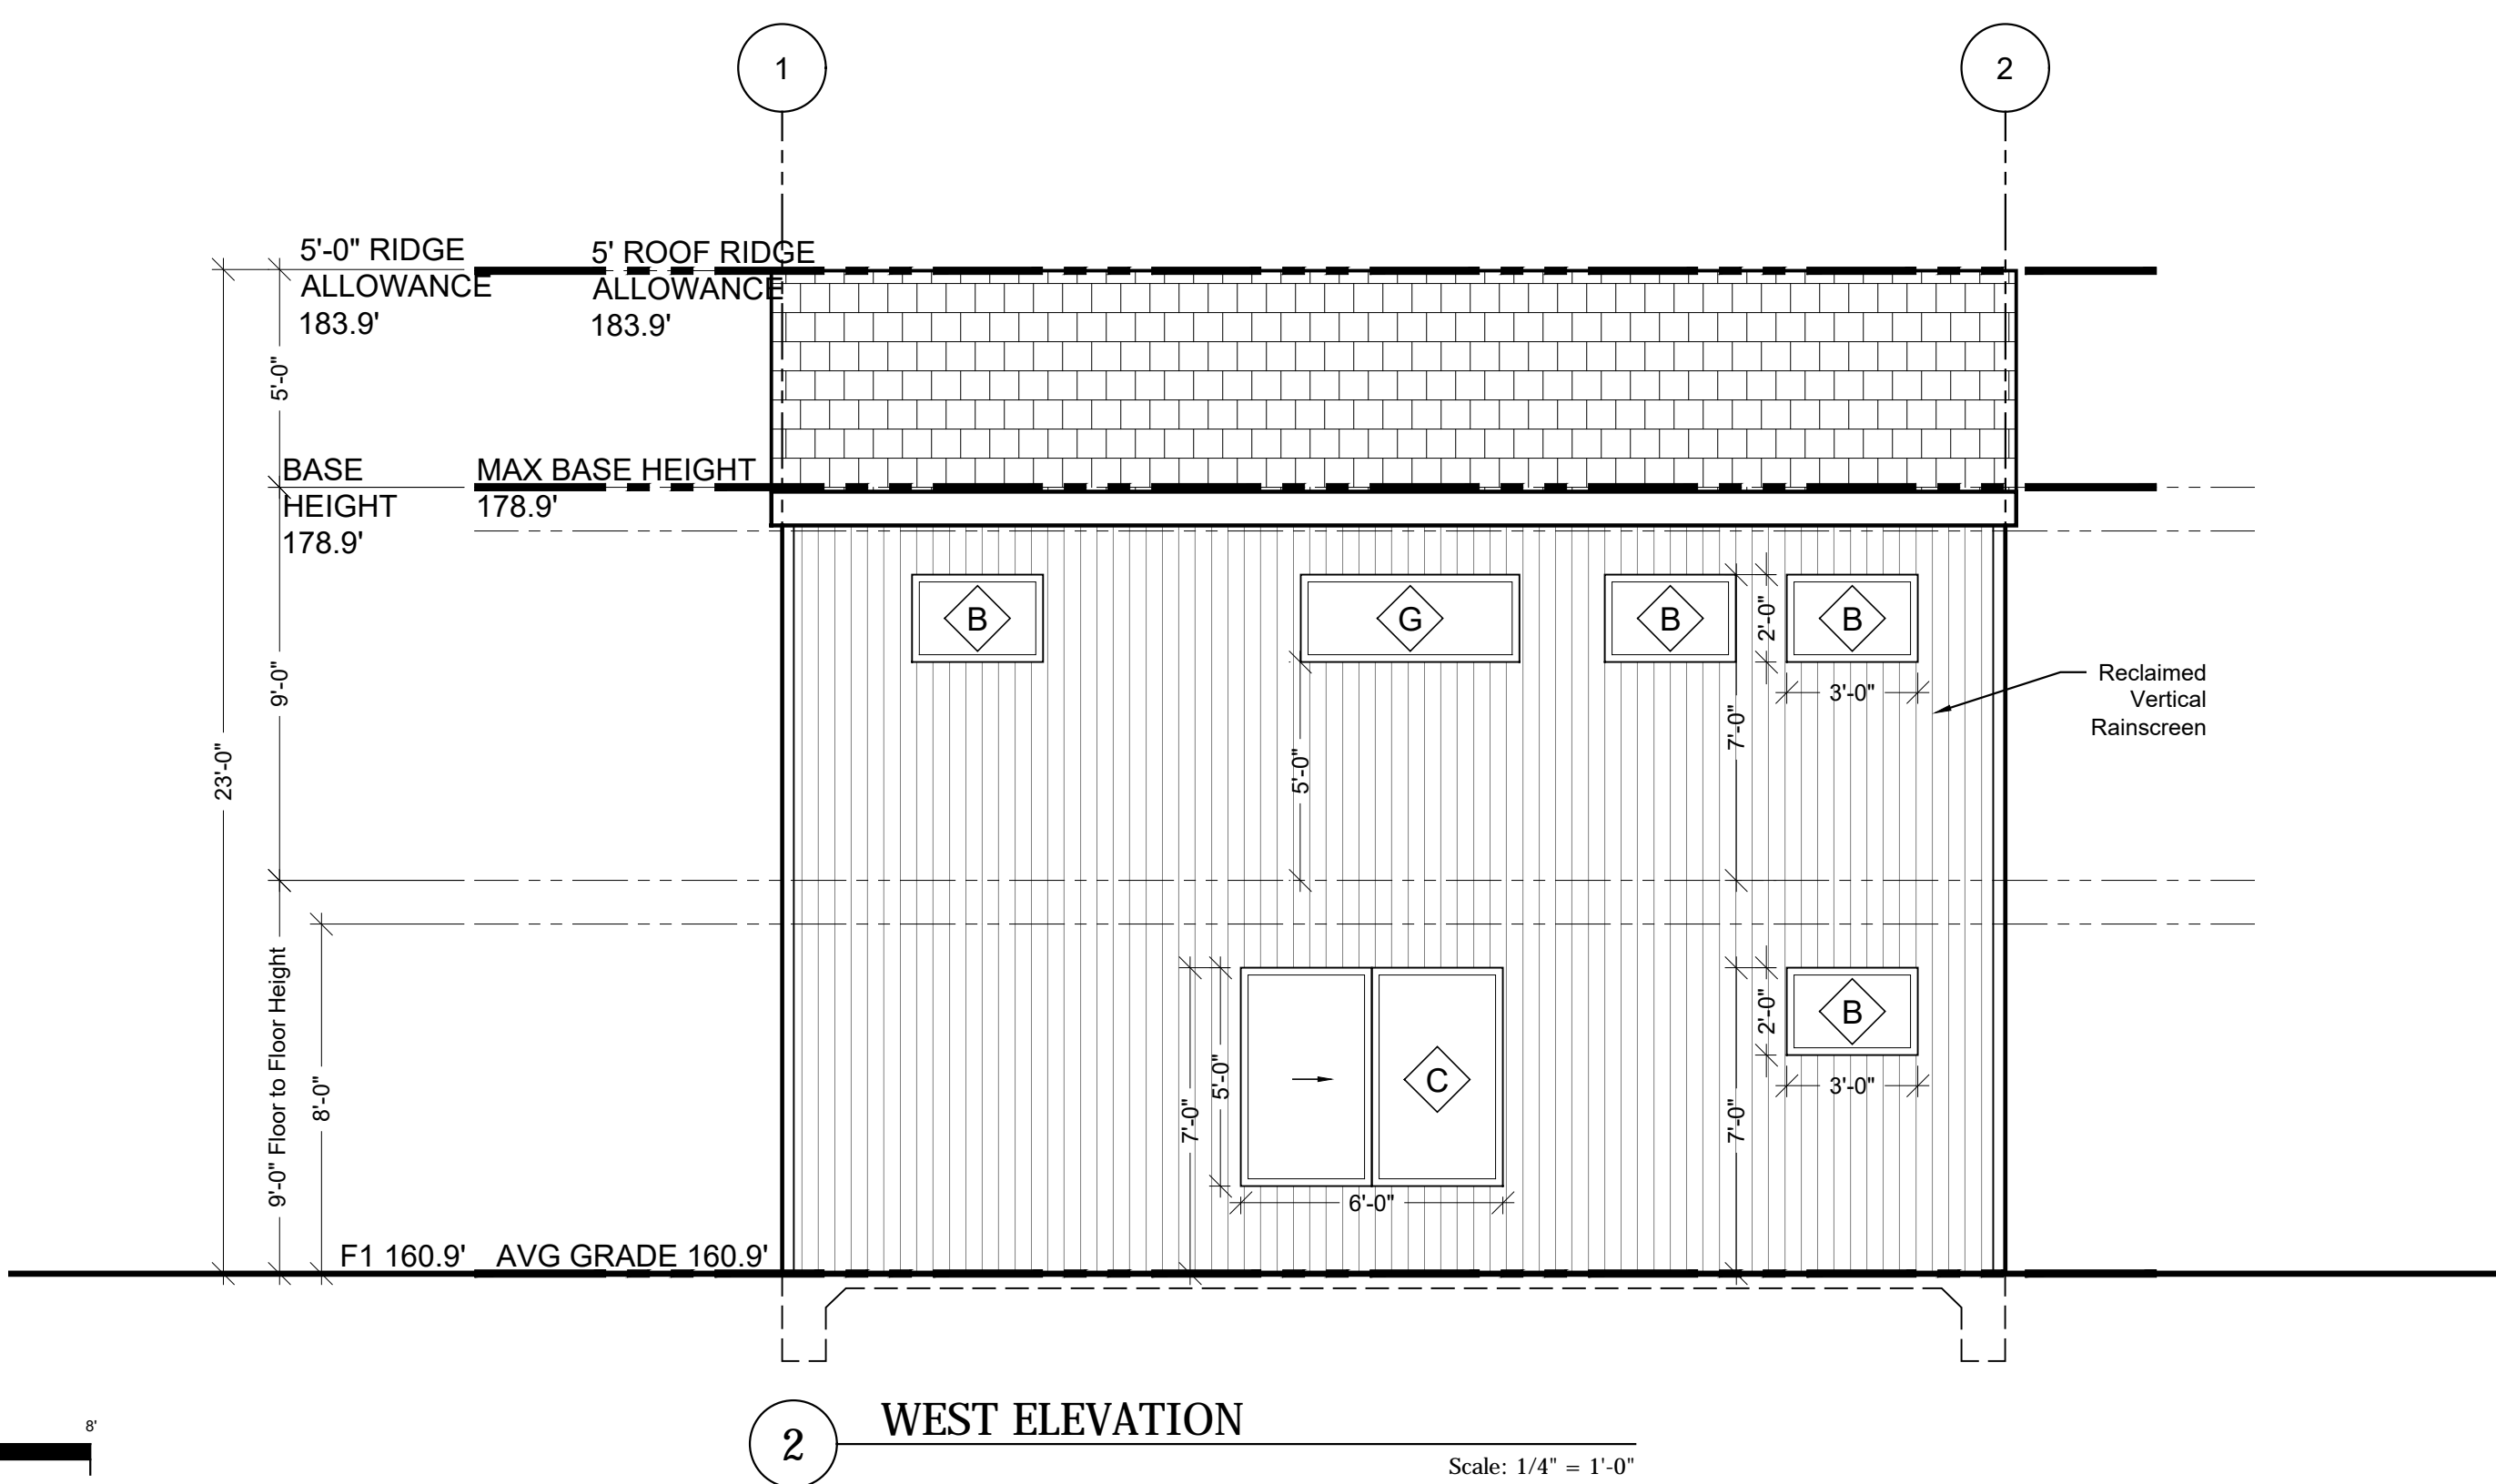 1
2
5'-0" RIDGE
ALLOWANCE
183.9'
5' ROOF RIDGE
ALLOWANCE
183.9'
5'-0"
BASE
HEIGHT
178.9'
MAX BASE HEIGHT
178.9'
B
G
B
B
2'-0"
3'-0"
Reclaimed
Vertical
Rainscreen
9'-0"
23'-0"
5'-0"
7'-0"
9'-0" Floor to Floor Height
8'-0"
7'-0"
5'-0"
C
6'-0"
7'-0"
2'-0"
B
3'-0"
F1 160.9'
AVG GRADE 160.9'
2
WEST ELEVATION
Scale: 1/4" = 1'-0"
8'